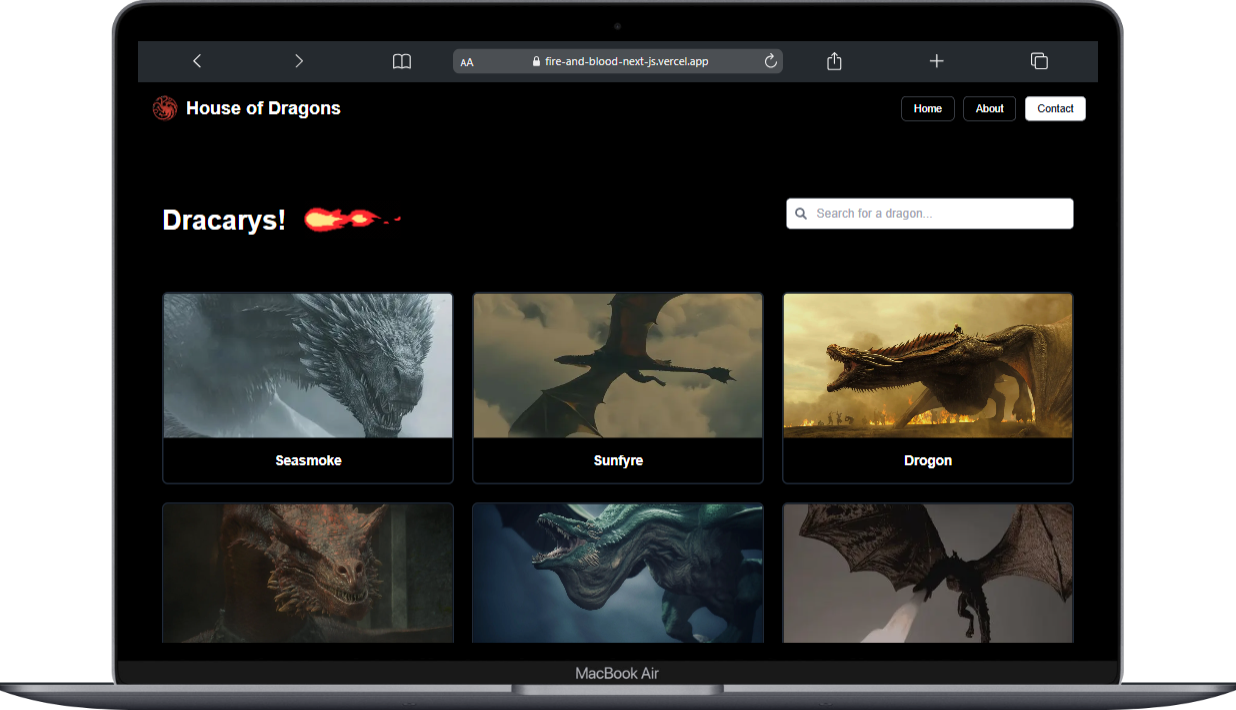 AA fire-and-blood-next-js.vercel.app
House of Dragons Home About Contact
Dracarys! Search for a dragon...
Seasmoke Sunfyre Drogon
MacBook Air